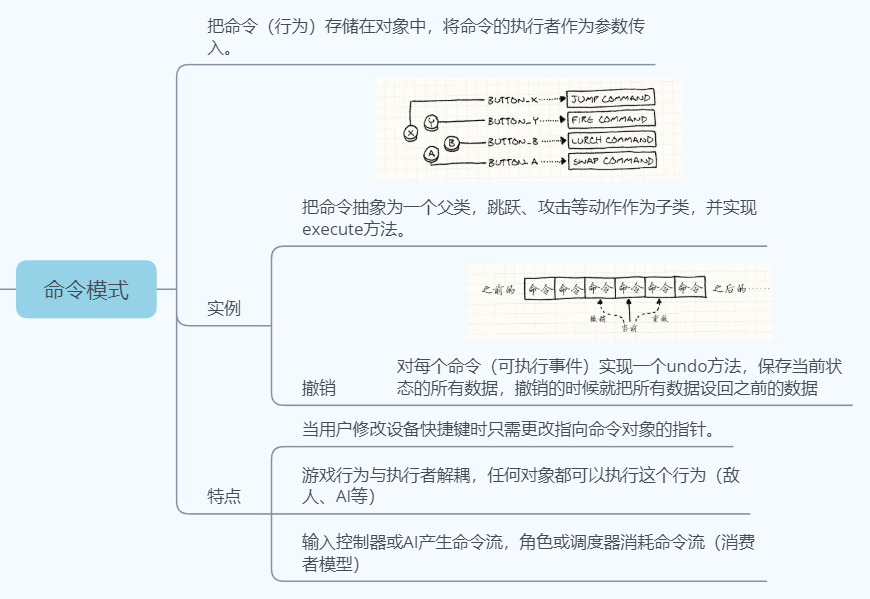 把命令（行为）存储在对象中，将命令的执行者作为参数传
入。
BUTTON_X
JUMP COMMAND
BUTTON_Y
FIRE COMMAND
BUTTON_B
LURCH COMMAND
BUTTON_A
SWAP COMMAND
X
Y
B
A
把命令抽象为一个父类，跳跃、攻击等动作作为子类，并实现
execute方法。
命令模式
实例
之前的 命令 命令 命令 命令 命令 命令 之后的······
撤销 当前 重做
撤销
对每个命令（可执行事件）实现一个undo方法，保存当前状
态的所有数据，撤销的时候就把所有数据设回之前的数据
当用户修改设备快捷键时只需更改指向命令对象的指针。
特点
游戏行为与执行者解耦，任何对象都可以执行这个行为（敌
人、AI等）
输入控制器或AI产生命令流，角色或调度器消耗命令流（消费
者模型）